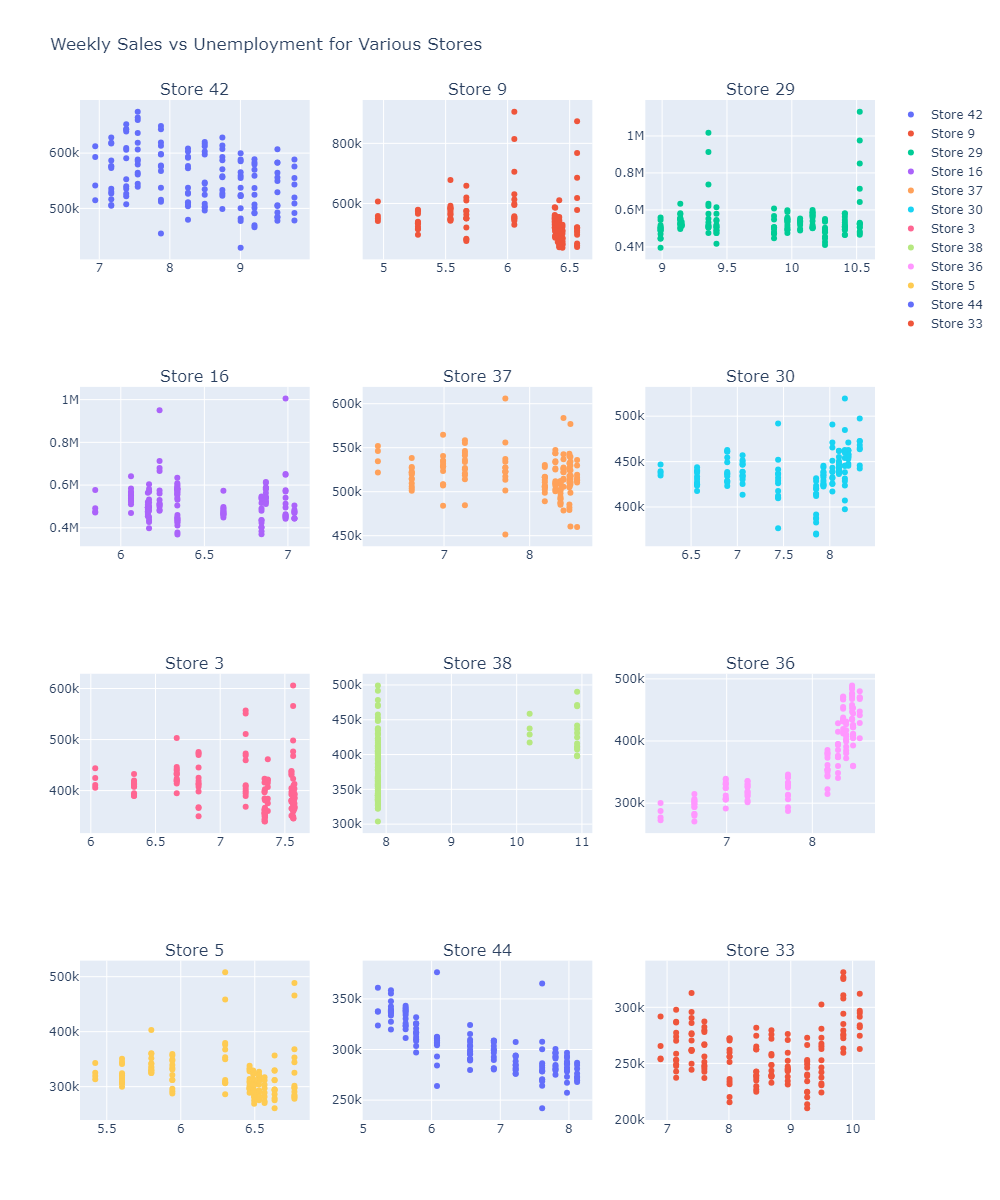 Weekly Sales vs Unemployment for Various Stores
Store 42
Store 9
Store 29
600k
500k
7
8
9
800k
600k
5
5.5
6
6.5
1M
0.8M
0.6M
0.4M
9
9.5
10
10.5
Store 42
Store 9
Store 29
Store 16
Store 37
Store 30
Store 3
Store 38
Store 36
Store 5
Store 44
Store 33
Store 16
Store 37
Store 30
1M
0.8M
0.6M
0.4M
6
6.5
7
600k
550k
500k
450k
7
8
500k
450k
400k
6.5
7
7.5
8
Store 3
Store 38
Store 36
600k
500k
400k
6
6.5
7
7.5
500k
450k
400k
350k
300k
8
9
10
11
500k
400k
300k
7
8
Store 5
Store 44
Store 33
500k
400k
300k
5.5
6
6.5
350k
300k
250k
5
6
7
8
300k
250k
200k
7
8
9
10